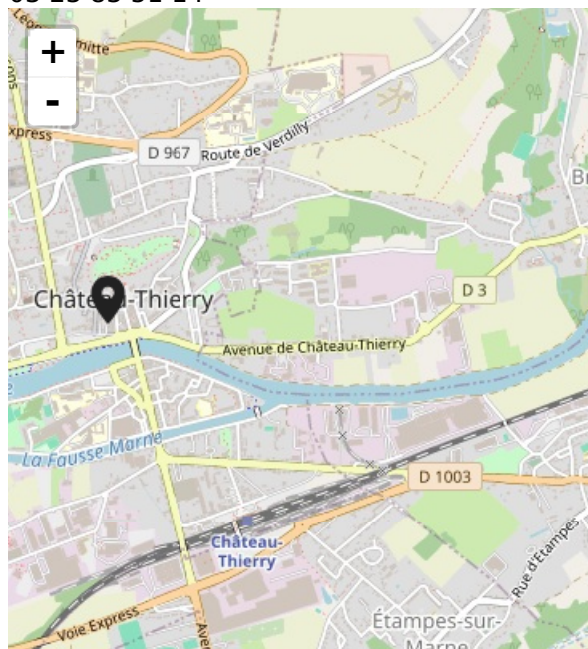 +
-
Express
D 967
Route de Verdilly
Château-Thierry
D 3
Avenue de Château-Thierry
La Fausse Marne
D 1003
Château-
Thierry
Rue d'Etampes
Voie Express
Étampes-sur-
Marne